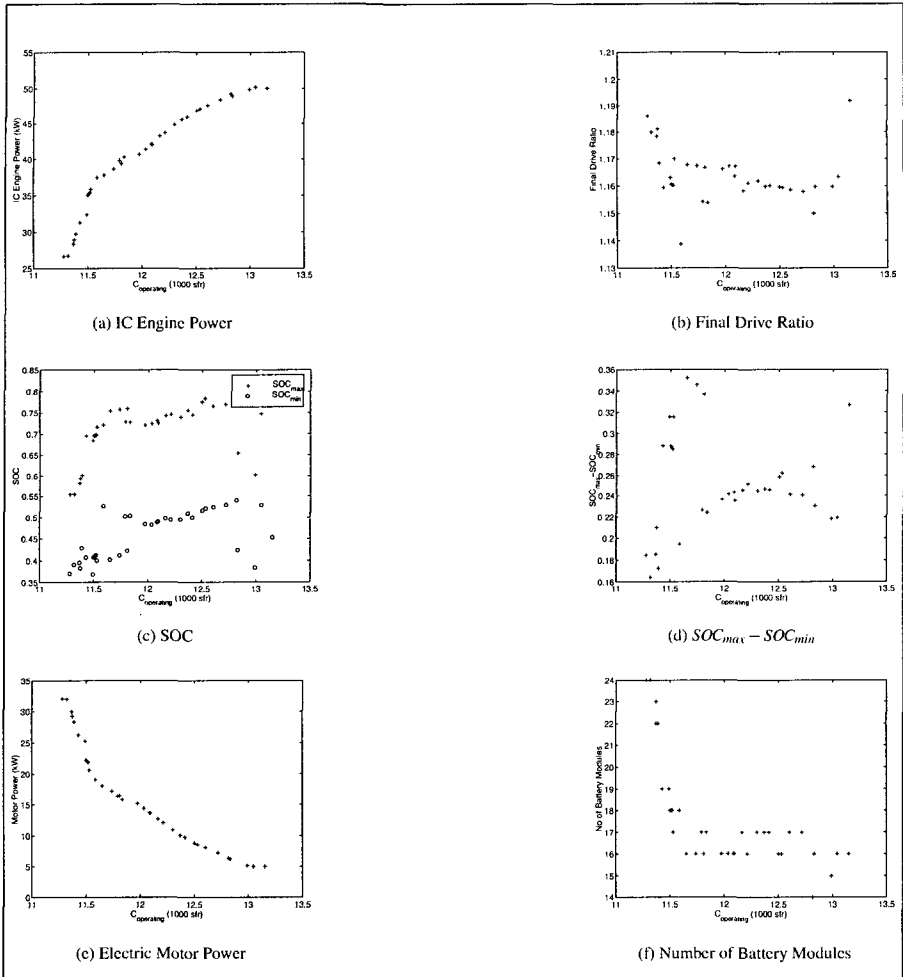 55
50
45
40
35
30
25
11 11.5 12 12.5 13 13.5
IC Engine Power (kW)
C_operating (1000 sfr)
(a) IC Engine Power
1.21
1.2
1.19
1.18
1.17
1.16
1.15
1.14
1.13
11 11.5 12 12.5 13 13.5
Final Drive Ratio
C_operating (1000 sfr)
(b) Final Drive Ratio
0.85
0.8
0.75
0.7
0.65
0.6
0.55
0.5
0.45
0.4
0.35
11 11.5 12 12.5 13 13.5
SOC
SOC_max
SOC_min
C_operating (1000 sfr)
(c) SOC
0.36
0.34
0.32
0.3
0.28
0.26
0.24
0.22
0.2
0.18
0.16
11 11.5 12 12.5 13 13.5
SOC_max-SOC_min
C_operating (1000 sfr)
(d) SOC_max − SOC_min
35
30
25
20
15
10
5
0
11 11.5 12 12.5 13 13.5
Motor Power (kW)
C_operating (1000 sfr)
(e) Electric Motor Power
24
23
22
21
20
19
18
17
16
15
14
11 11.5 12 12.5 13 13.5
No of Battery Modules
C_operating (1000 sfr)
(f) Number of Battery Modules